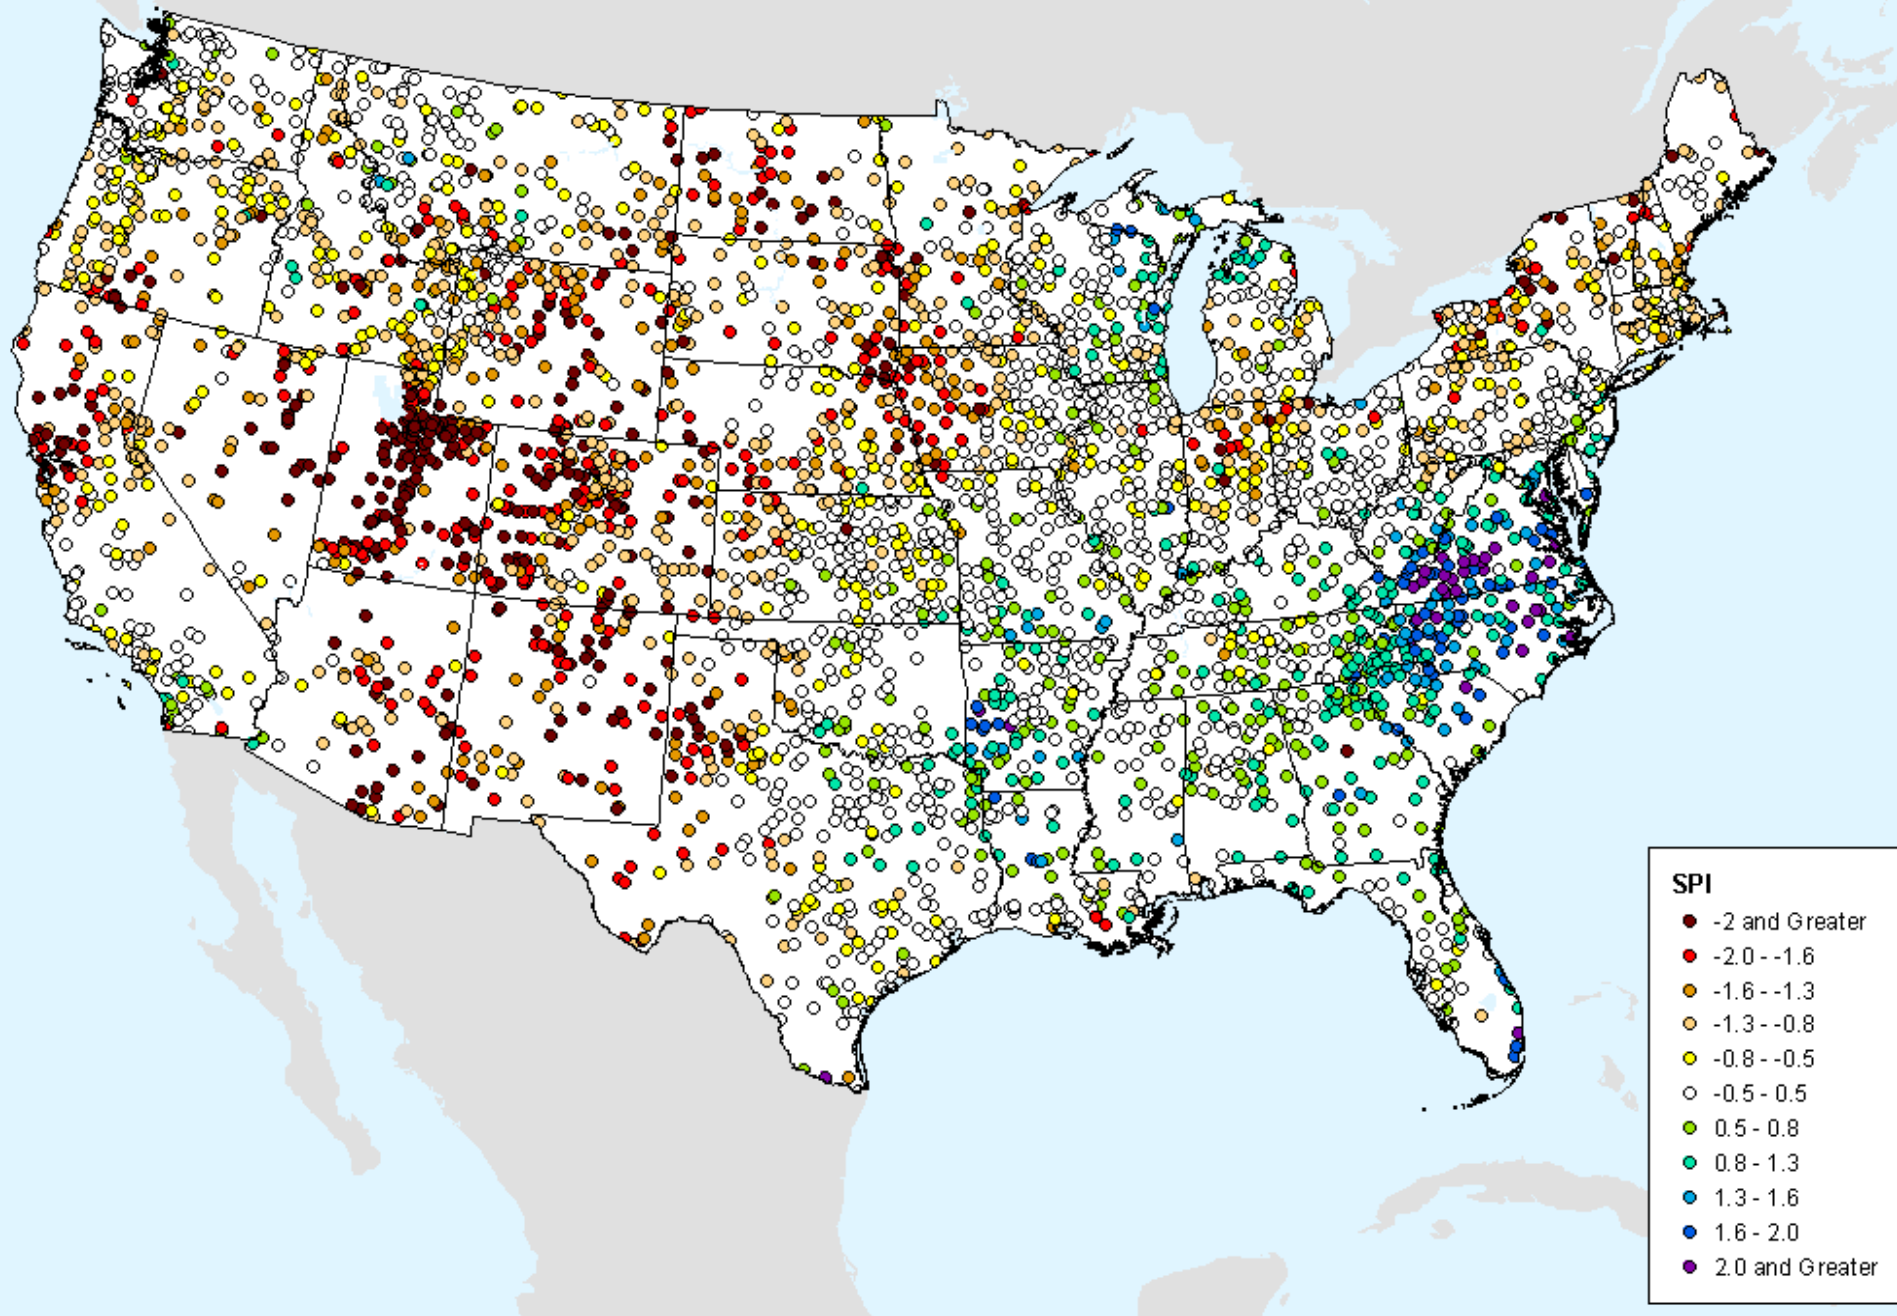 SPI
-2 and Greater
-2.0 - -1.6
-1.6 - -1.3
-1.3 - -0.8
-0.8 - -0.5
-0.5 - 0.5
0.5 - 0.8
0.8 - 1.3
1.3 - 1.6
1.6 - 2.0
2.0 and Greater